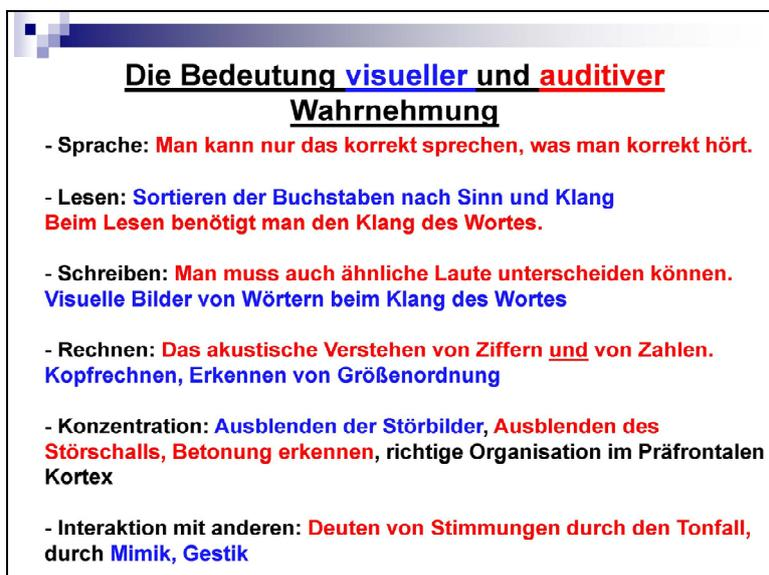 Die Bedeutung visueller und auditiver
Wahrnehmung
- Sprache: Man kann nur das korrekt sprechen, was man korrekt hört.
- Lesen: Sortieren der Buchstaben nach Sinn und Klang
Beim Lesen benötigt man den Klang des Wortes.
- Schreiben: Man muss auch ähnliche Laute unterscheiden können.
Visuelle Bilder von Wörtern beim Klang des Wortes
- Rechnen: Das akustische Verstehen von Ziffern und von Zahlen.
Kopfrechnen, Erkennen von Größenordnung
- Konzentration: Ausblenden der Störbilder, Ausblenden des
Störschalls, Betonung erkennen, richtige Organisation im Präfrontalen
Kortex
- Interaktion mit anderen: Deuten von Stimmungen durch den Tonfall,
durch Mimik, Gestik